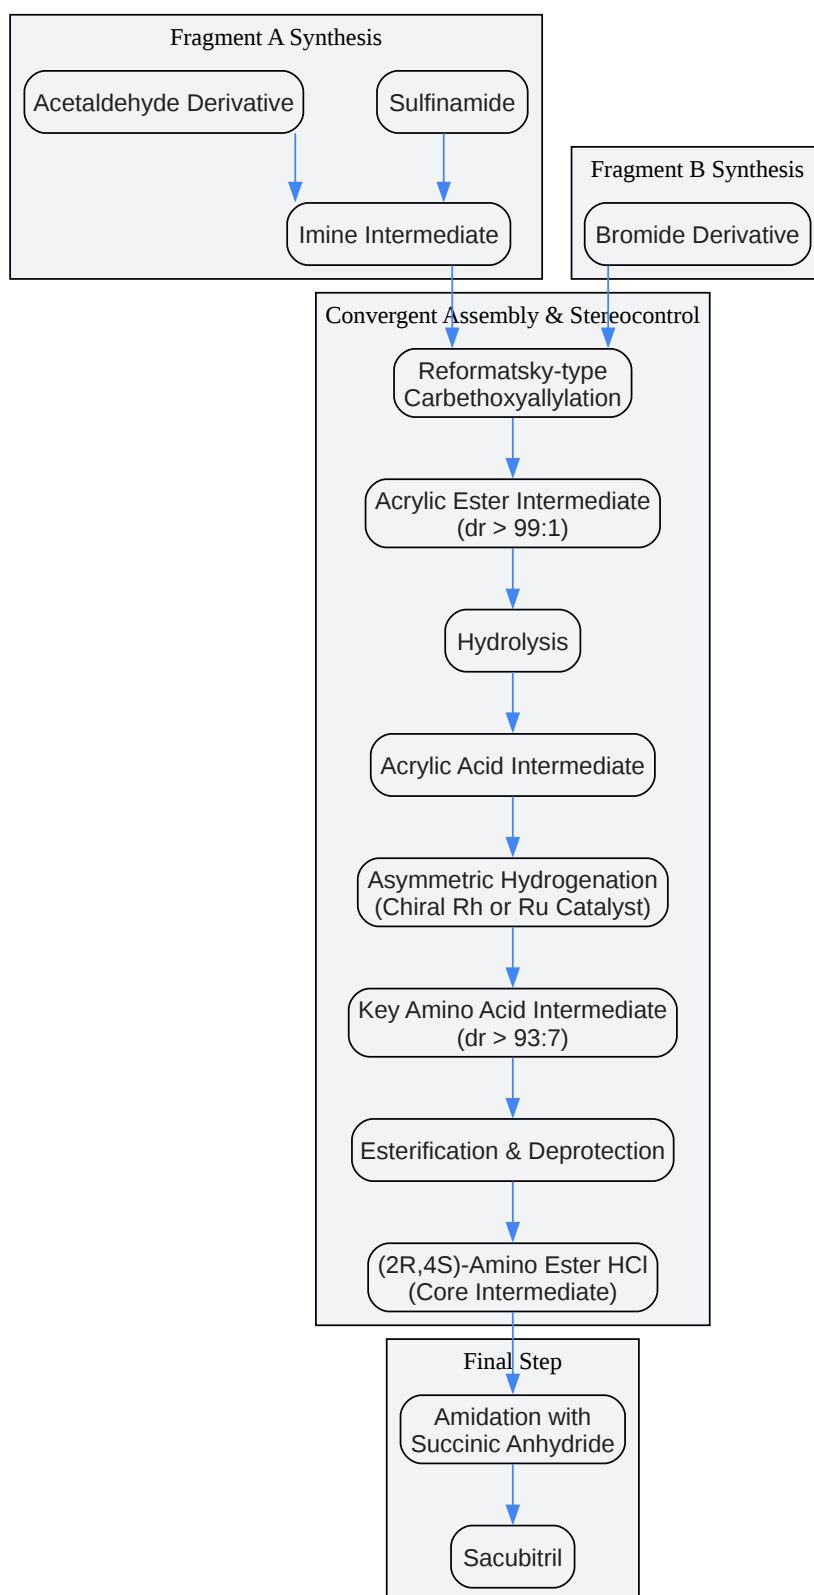 Fragment A Synthesis
Acetaldehyde Derivative
Sulfinamide
Imine Intermediate
Fragment B Synthesis
Bromide Derivative
Convergent Assembly & Stereocontrol
Reformatsky-type
Carbethoxyallylation
Acrylic Ester Intermediate
(dr > 99:1)
Hydrolysis
Acrylic Acid Intermediate
Asymmetric Hydrogenation
(Chiral Rh or Ru Catalyst)
Key Amino Acid Intermediate
(dr > 93:7)
Esterification & Deprotection
(2R,4S)-Amino Ester HCl
(Core Intermediate)
Final Step
Amidation with
Succinic Anhydride
Sacubitril